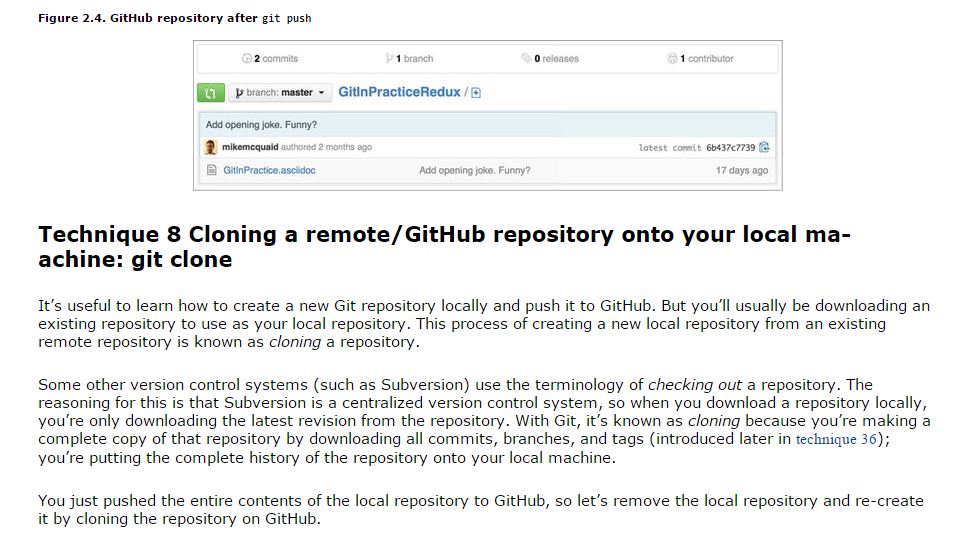 Figure 2.4. GitHub repository after git push
2 commits 1 branch 0 releases 1 contributor
branch: master GitInPracticeRedux /
Add opening joke. Funny?
mikemcquaid authored 2 months ago latest commit 6b437c7739
GitInPractice.asciidoc Add opening joke. Funny? 17 days ago
Technique 8 Cloning a remote/GitHub repository onto your local ma-
achine: git clone
It’s useful to learn how to create a new Git repository locally and push it to GitHub. But you’ll usually be downloading an
existing repository to use as your local repository. This process of creating a new local repository from an existing
remote repository is known as cloning a repository.
Some other version control systems (such as Subversion) use the terminology of checking out a repository. The
reasoning for this is that Subversion is a centralized version control system, so when you download a repository locally,
you’re only downloading the latest revision from the repository. With Git, it’s known as cloning because you’re making a
complete copy of that repository by downloading all commits, branches, and tags (introduced later in technique 36);
you’re putting the complete history of the repository onto your local machine.
You just pushed the entire contents of the local repository to GitHub, so let’s remove the local repository and re-create
it by cloning the repository on GitHub.